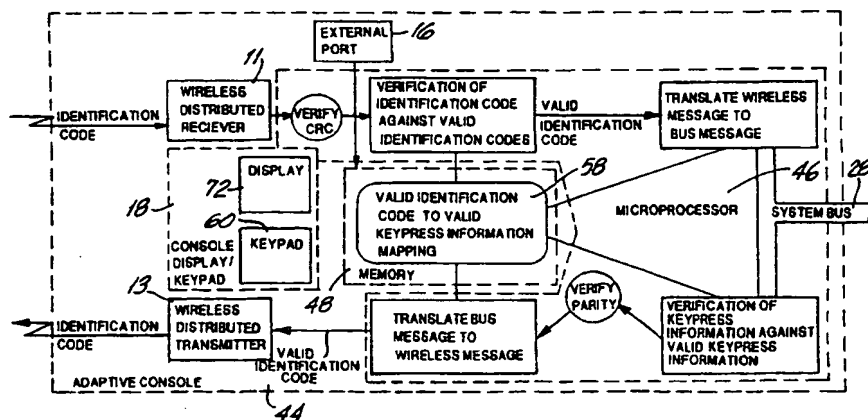 EXTERNAL
PORT
16
11
IDENTIFICATION
CODE
WIRELESS
DISTRIBUTED
RECIEVER
VERIFY
CRC
VERIFICATION OF
IDENTIFICATION CODE
AGAINST VALID
IDENTIFICATION CODES
VALID
IDENTIFICATION
CODE
TRANSLATE WIRELESS
MESSAGE TO
BUS MESSAGE
18
72
DISPLAY
60
KEYPAD
CONSOLE
DISPLAY/
KEYPAD
58
VALID IDENTIFICATION
CODE TO VALID
KEYPRESS INFORMATION
MAPPING
MEMORY
48
46
MICROPROCESSOR
28
SYSTEM BUS
13
IDENTIFICATION
CODE
WIRELESS
DISTRIBUTED
TRANSMITTER
VALID
IDENTIFICATION
CODE
TRANSLATE BUS
MESSAGE TO
WIRELESS MESSAGE
VERIFY
PARITY
VERIFICATION OF
KEYPRESS
INFORMATION AGAINST
VALID KEYPRESS
INFORMATION
ADAPTIVE CONSOLE
44